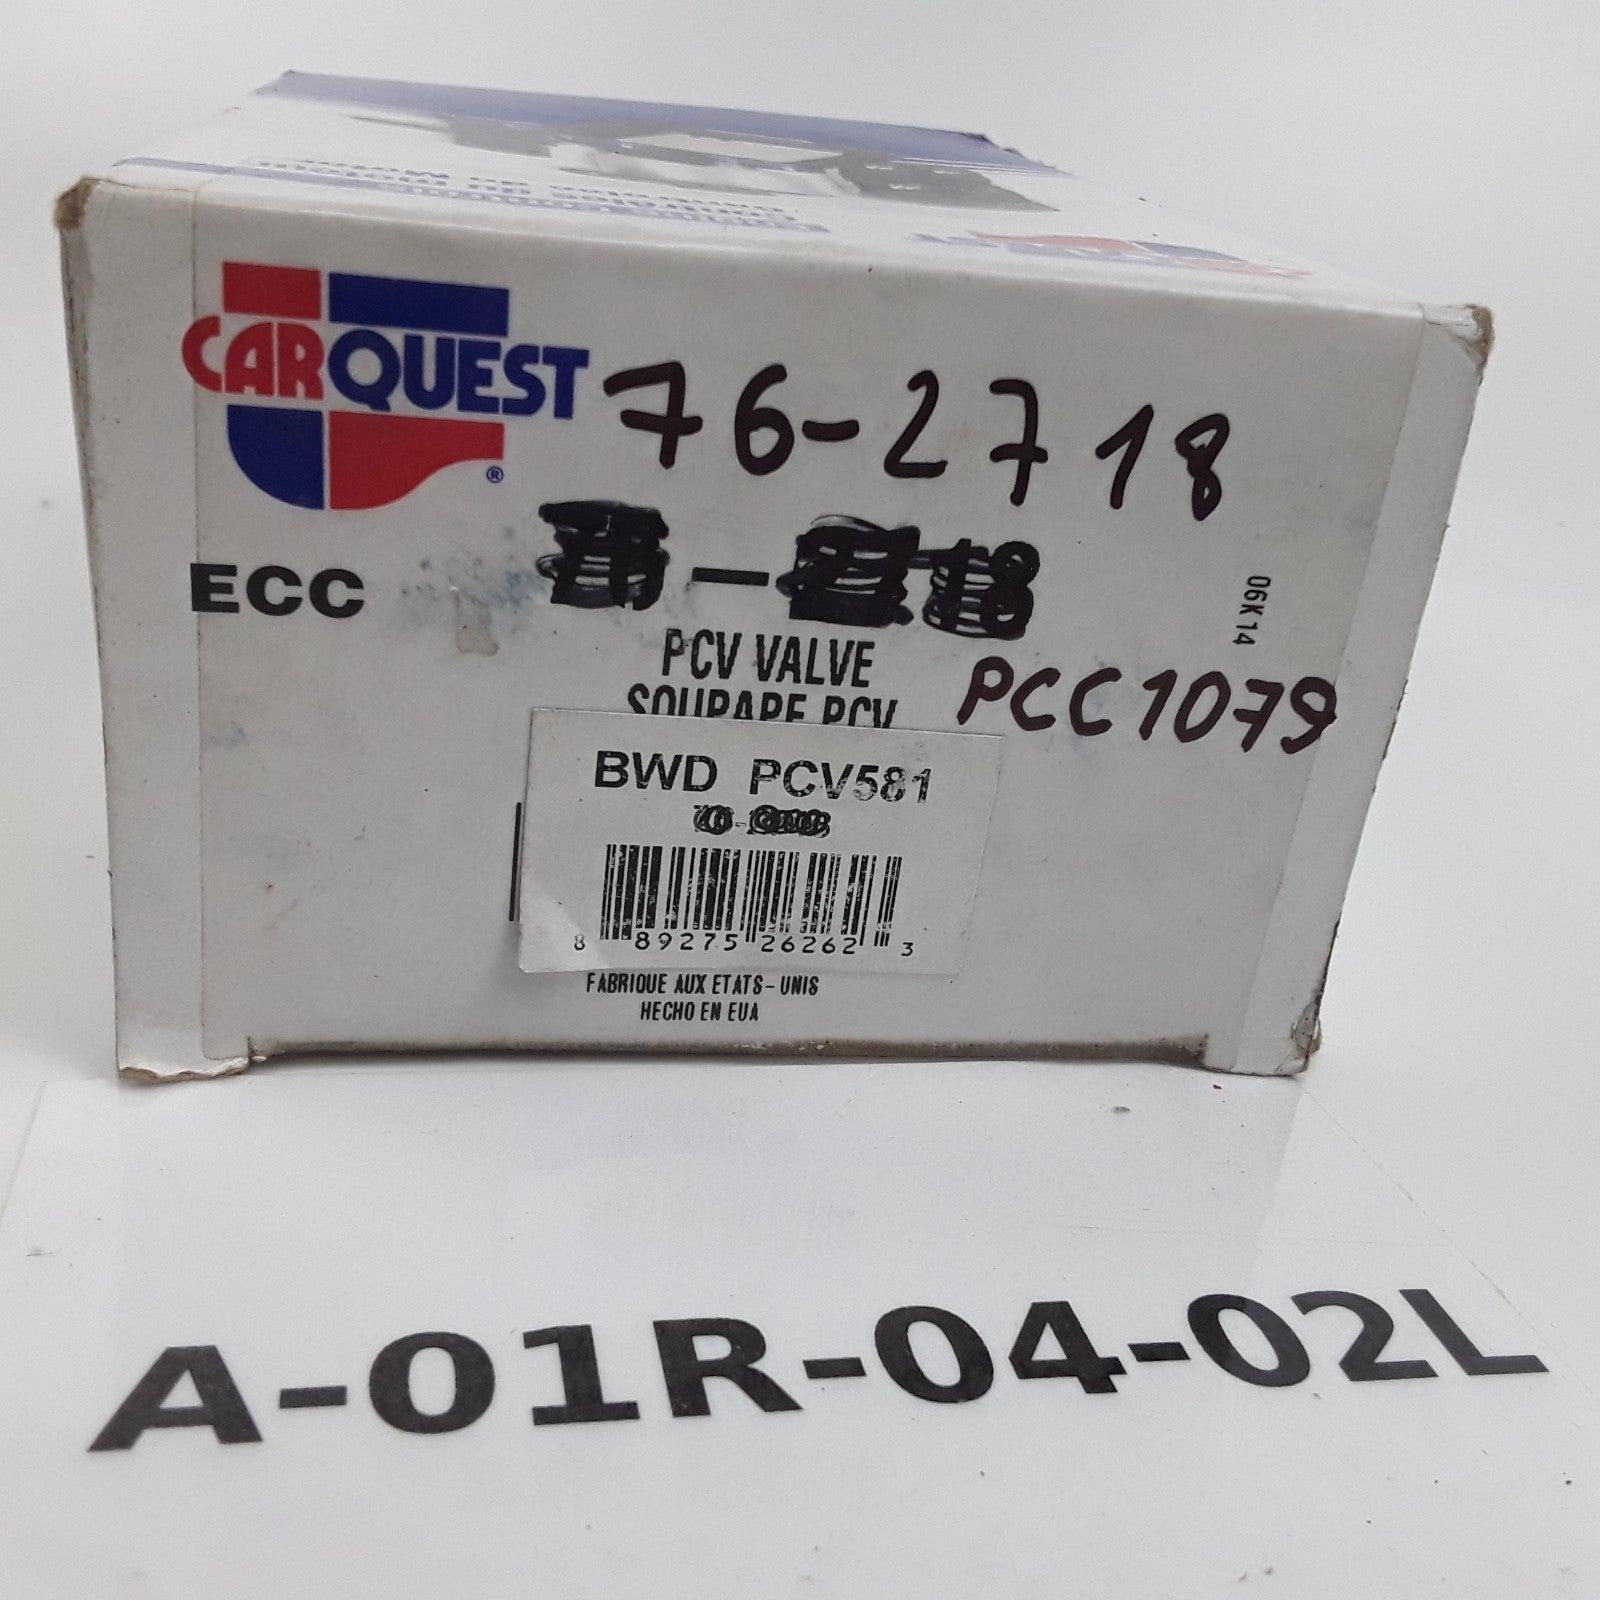 CARQUEST
®
76-2718
ECC
06K14
PCV VALVE
SOUPAPE PCV
PCC1079
BWD PCV581
8 89275 26262 3
FABRIQUE AUX ETATS-UNIS
HECHO EN EUA
A-01R-04-02L